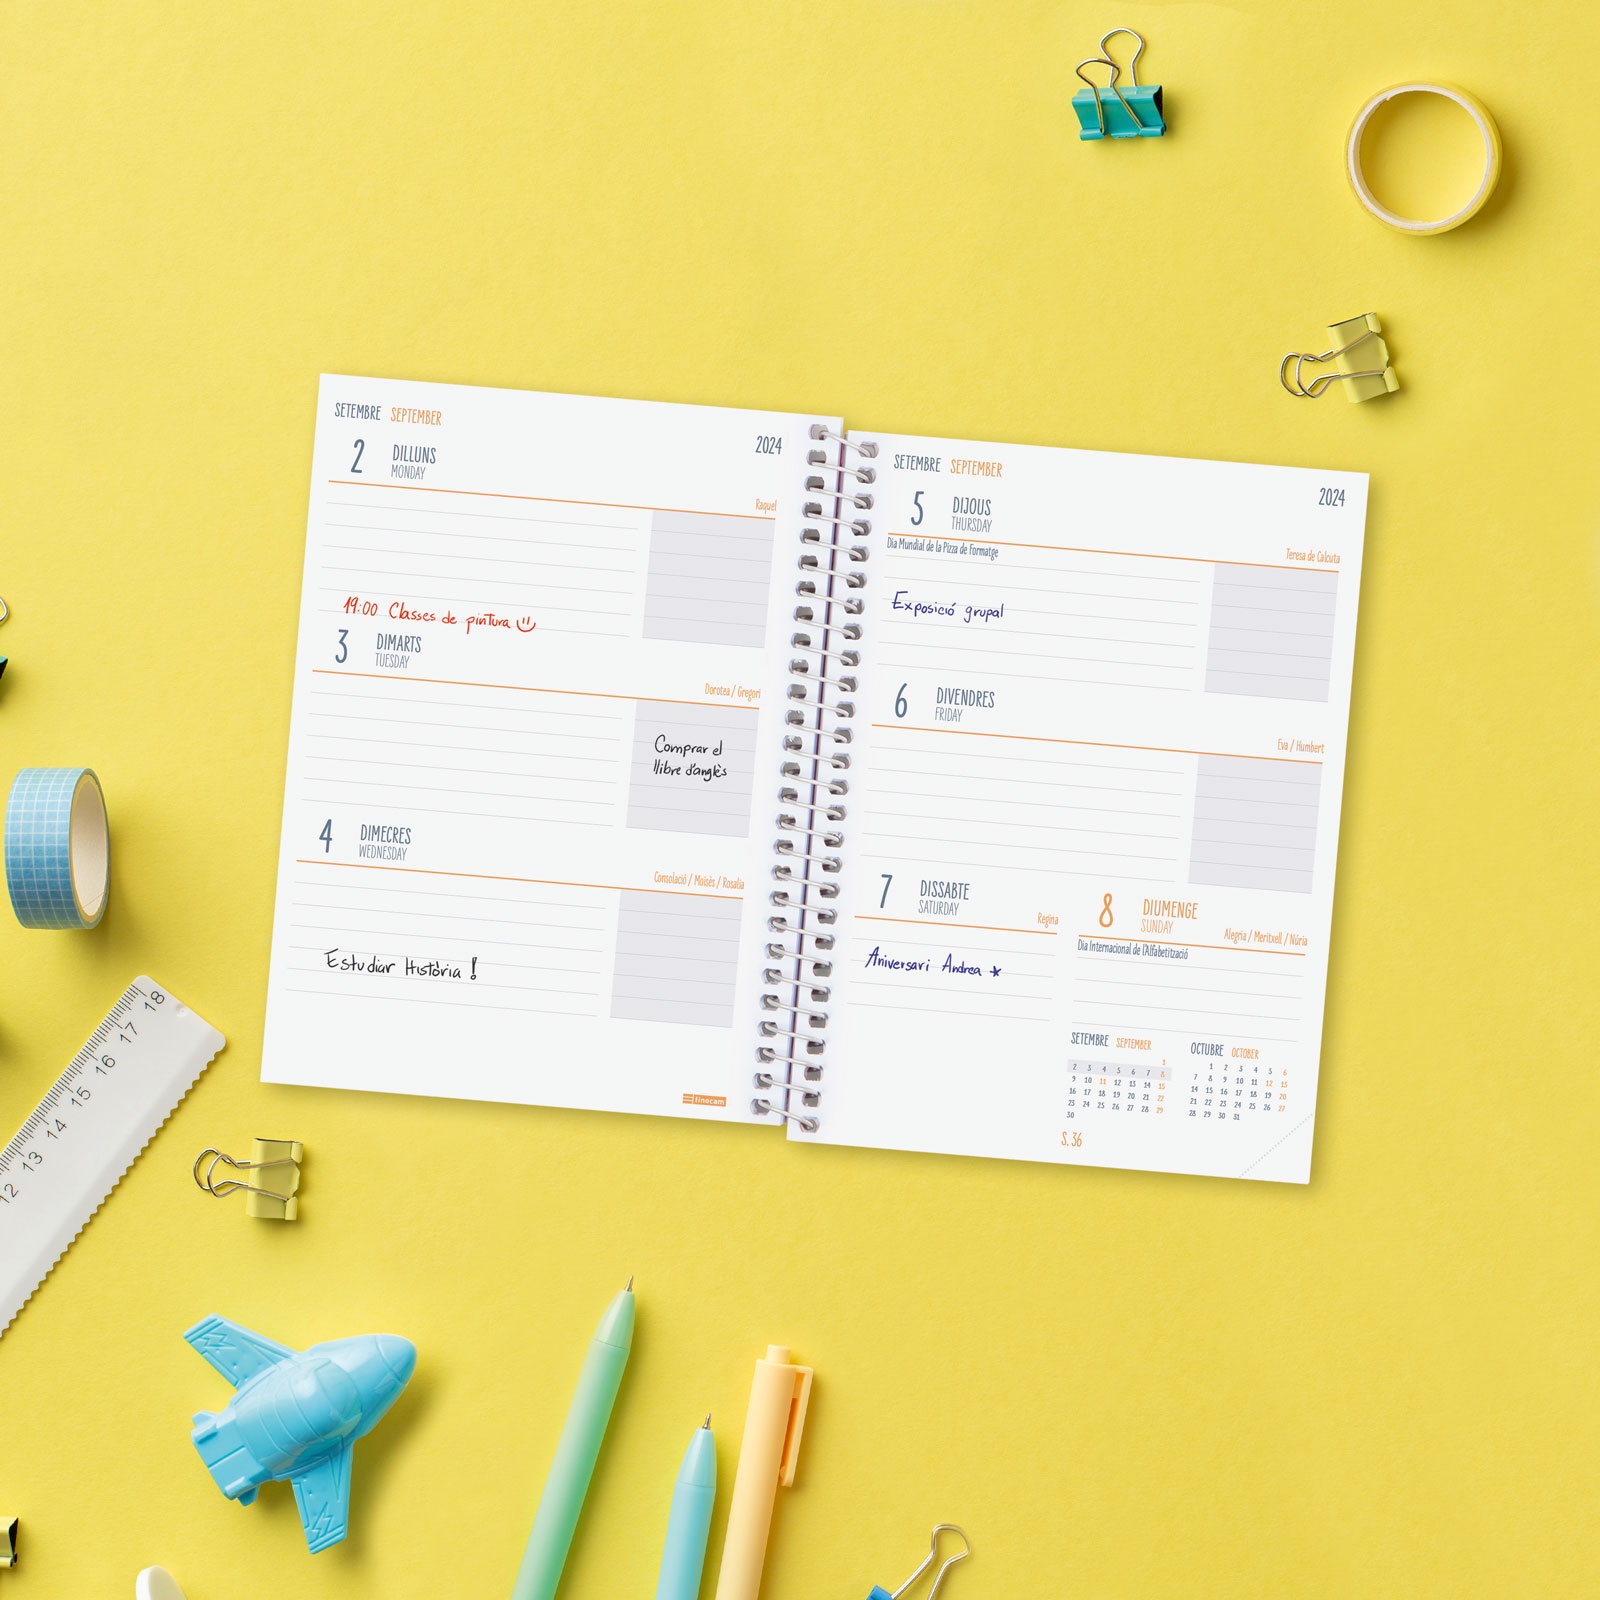 SETEMBRE SEPTEMBER
2024
2 DILLUNS
MONDAY
Raquel
19:00 Classes de pintura
3 DIMARTS
TUESDAY
Dorotea / Gregori
Comprar el
llibre d'anglès
4 DIMECRES
WEDNESDAY
Consolació / Moisès / Rosalia
Estudiar Història !
finocam
SETEMBRE SEPTEMBER
2024
5 DIJOUS
THURSDAY
Teresa de Calcuta
Dia Mundial de la Pizza de Formatge
Exposició grupal
6 DIVENDRES
FRIDAY
Eva / Humbert
7 DISSABTE
SATURDAY
Regina
Aniversari Andrea *
8 DIUMENGE
SUNDAY
Alegria / Meritxell / Núria
Dia Internacional de l'Alfabetització
SETEMBRE SEPTEMBER
1
2 3 4 5 6 7 8
9 10 11 12 13 14 15
16 17 18 19 20 21 22
23 24 25 26 27 28 29
30
OCTUBRE OCTOBER
1 2 3 4 5 6
7 8 9 10 11 12 13
14 15 16 17 18 19 20
21 22 23 24 25 26 27
28 29 30 31
S. 36
12 13 14 15 16 17 18